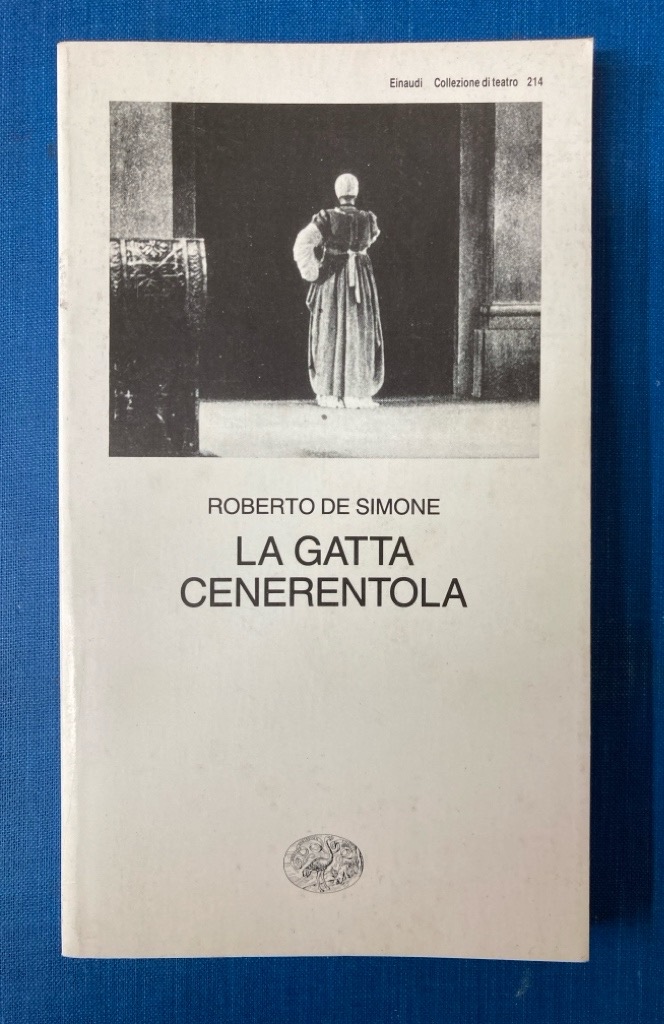 Einaudi Collezione di teatro 214
ROBERTO DE SIMONE
LA GATTA
CENERENTOLA